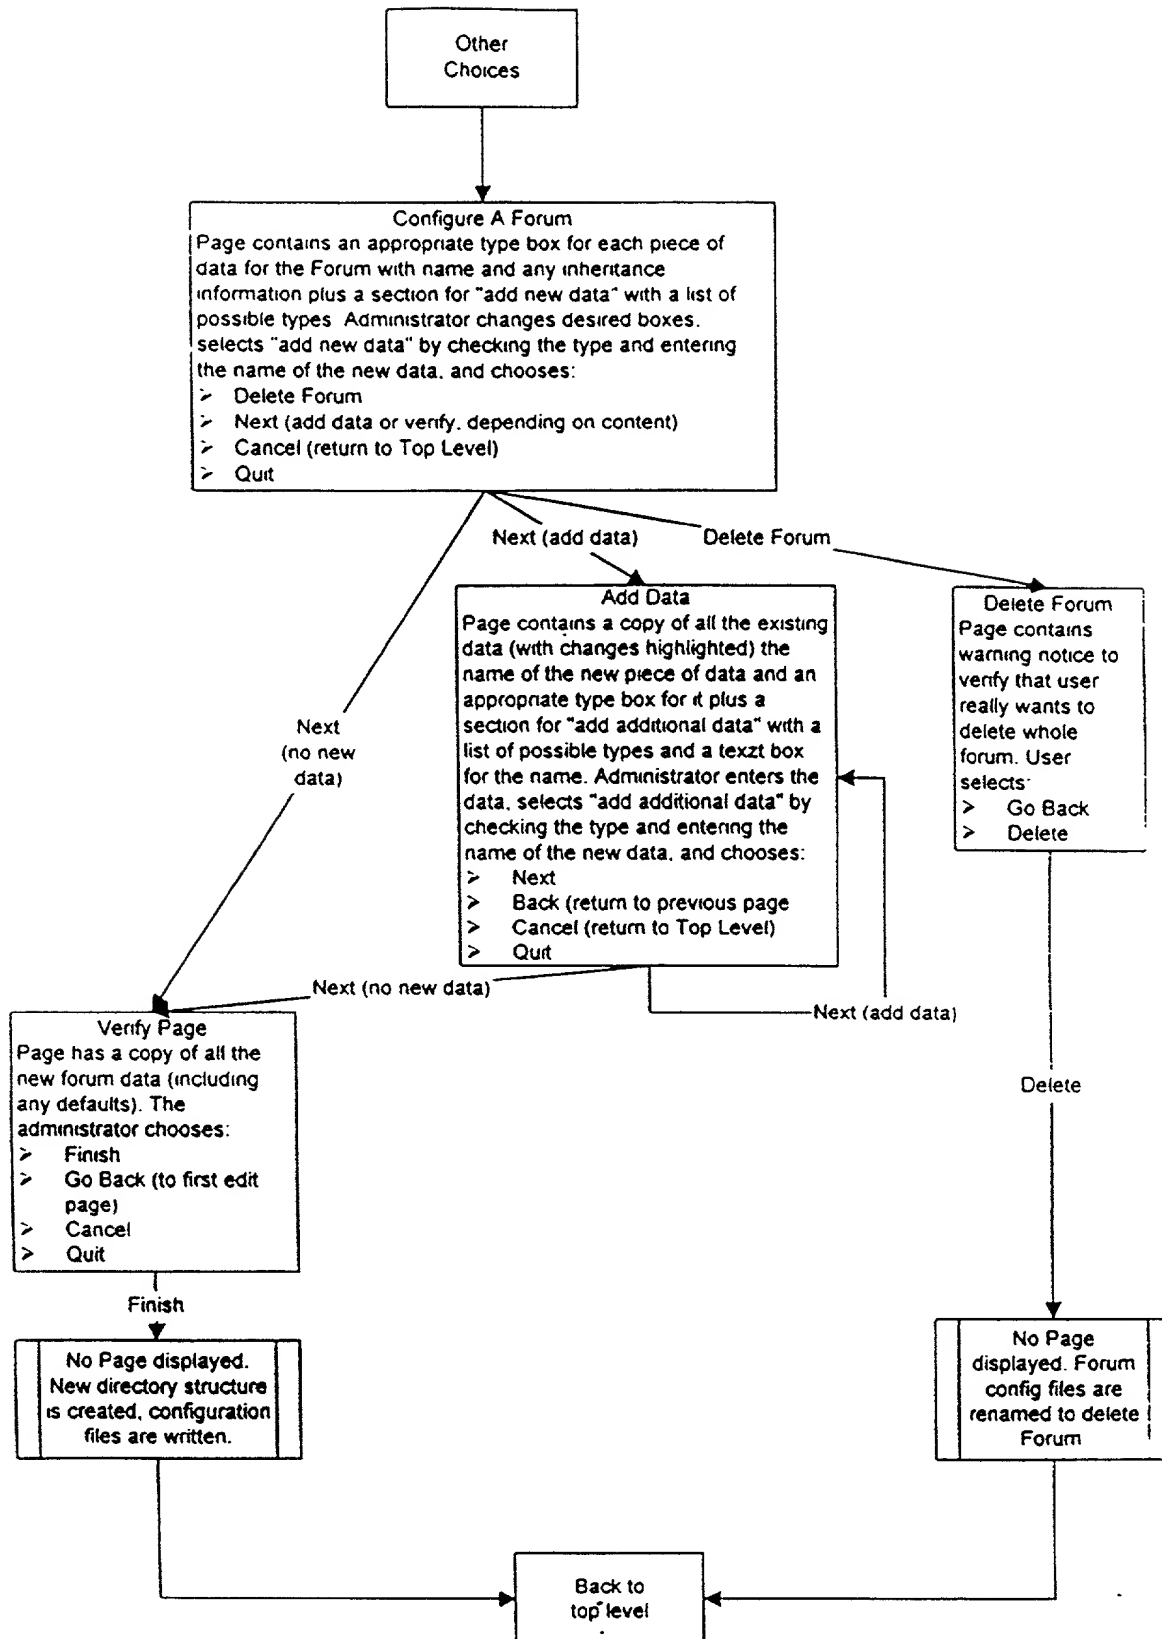 Other
Choices
Configure A Forum
Page contains an appropriate type box for each piece of
data for the Forum with name and any inheritance
information plus a section for "add new data" with a list of
possible types Administrator changes desired boxes,
selects "add new data" by checking the type and entering
the name of the new data, and chooses:
➢ Delete Forum
➢ Next (add data or verify, depending on content)
➢ Cancel (return to Top Level)
➢ Quit
Next (add data)
Delete Forum
Next
(no new
data)
Add Data
Page contains a copy of all the existing
data (with changes highlighted) the
name of the new piece of data and an
appropriate type box for it plus a
section for "add additional data" with a
list of possible types and a texzt box
for the name. Administrator enters the
data, selects "add additional data" by
checking the type and entering the
name of the new data, and chooses:
➢ Next
➢ Back (return to previous page
➢ Cancel (return to Top Level)
➢ Quit
Delete Forum
Page contains
warning notice to
verify that user
really wants to
delete whole
forum. User
selects:
➢ Go Back
➢ Delete
Next (no new data)
Next (add data)
Verify Page
Page has a copy of all the
new forum data (including
any defaults). The
administrator chooses:
➢ Finish
➢ Go Back (to first edit
page)
➢ Cancel
➢ Quit
Delete
Finish
No Page displayed.
New directory structure
is created, configuration
files are written.
No Page
displayed. Forum
config files are
renamed to delete
Forum
Back to
top level